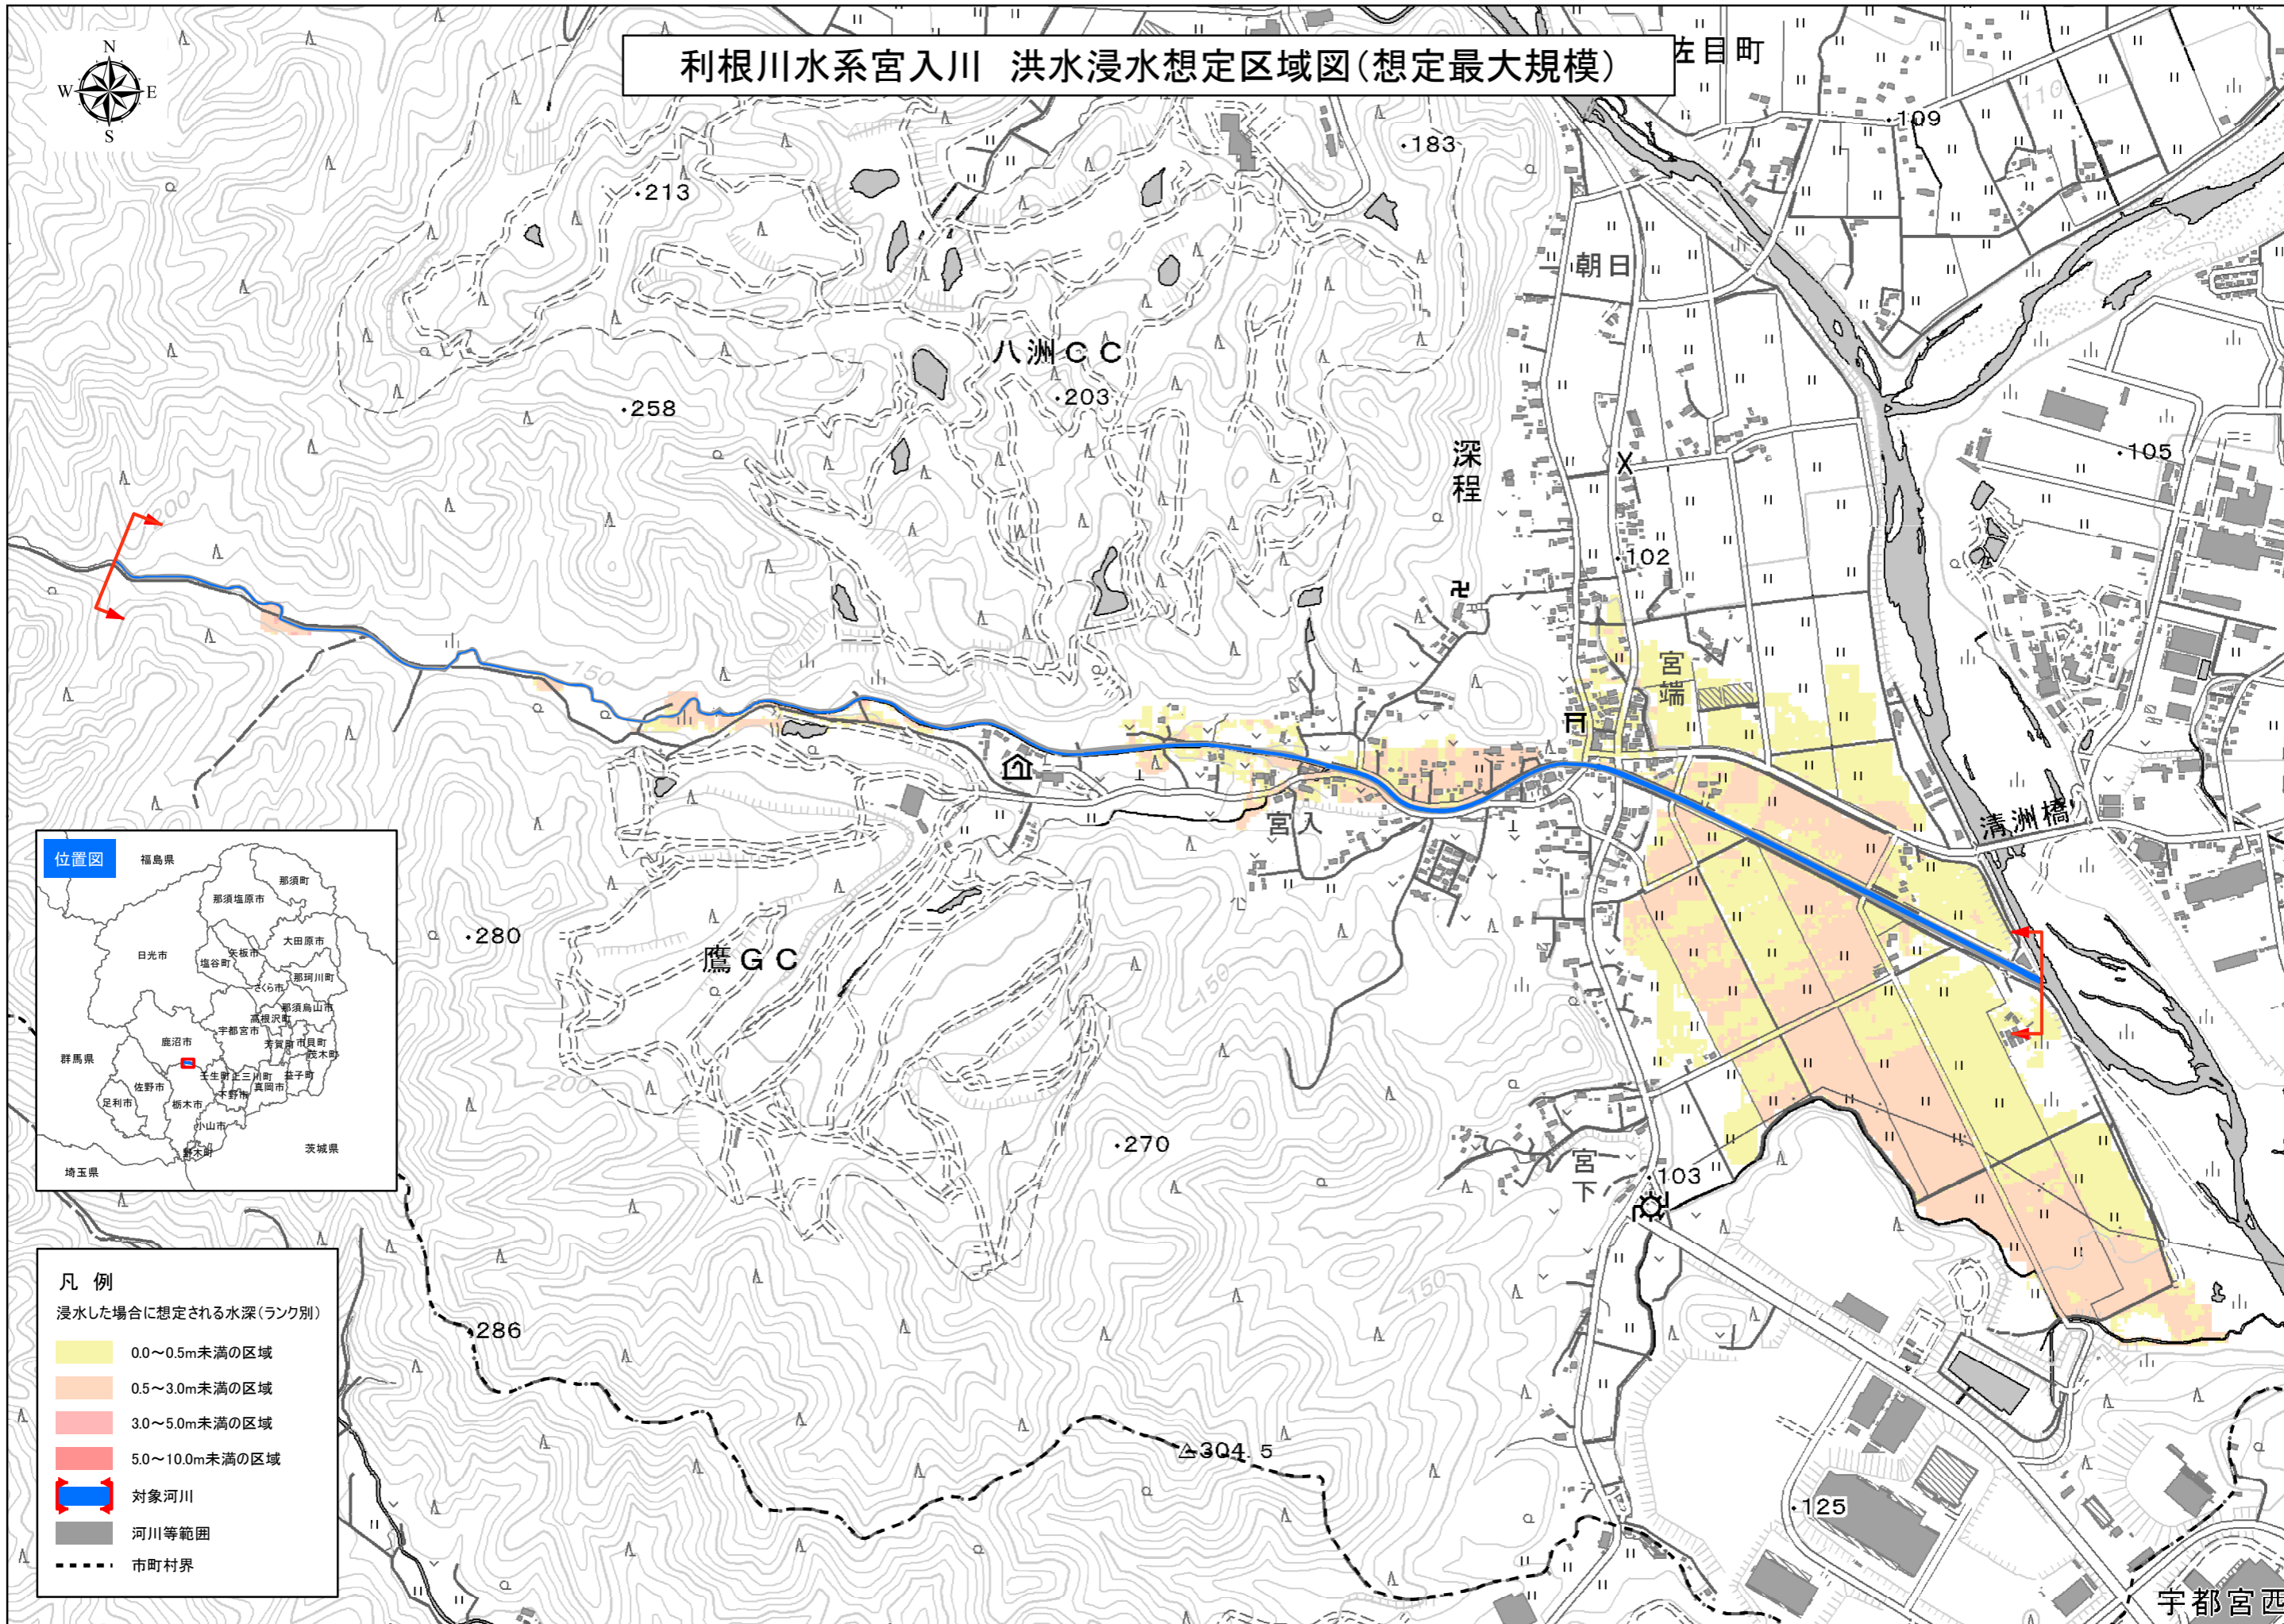 利根川水系宮入川 洪水浸水想定区域図(想定最大規模)
佐目町
N
W
E
S
109
110
183
213
朝日
八洲CC
203
258
105
深程
200
102
150
宮端
清洲橋
宮入
280
鷹GC
150
200
270
宮下
103
150
286
304.5
125
宇都宮西
位置図
福島県
那須町
那須塩原市
大田原市
日光市
矢板市
塩谷町
那珂川町
さくら市
那須烏山市
高根沢町
宇都宮市
鹿沼市
芳賀町
市貝町
茂木町
群馬県
壬生町
上三川町
益子町
真岡市
佐野市
下野市
足利市
栃木市
小山市
野木町
茨城県
埼玉県
凡 例
浸水した場合に想定される水深(ランク別)
0.0～0.5m未満の区域
0.5～3.0m未満の区域
3.0～5.0m未満の区域
5.0～10.0m未満の区域
対象河川
河川等範囲
市町村界